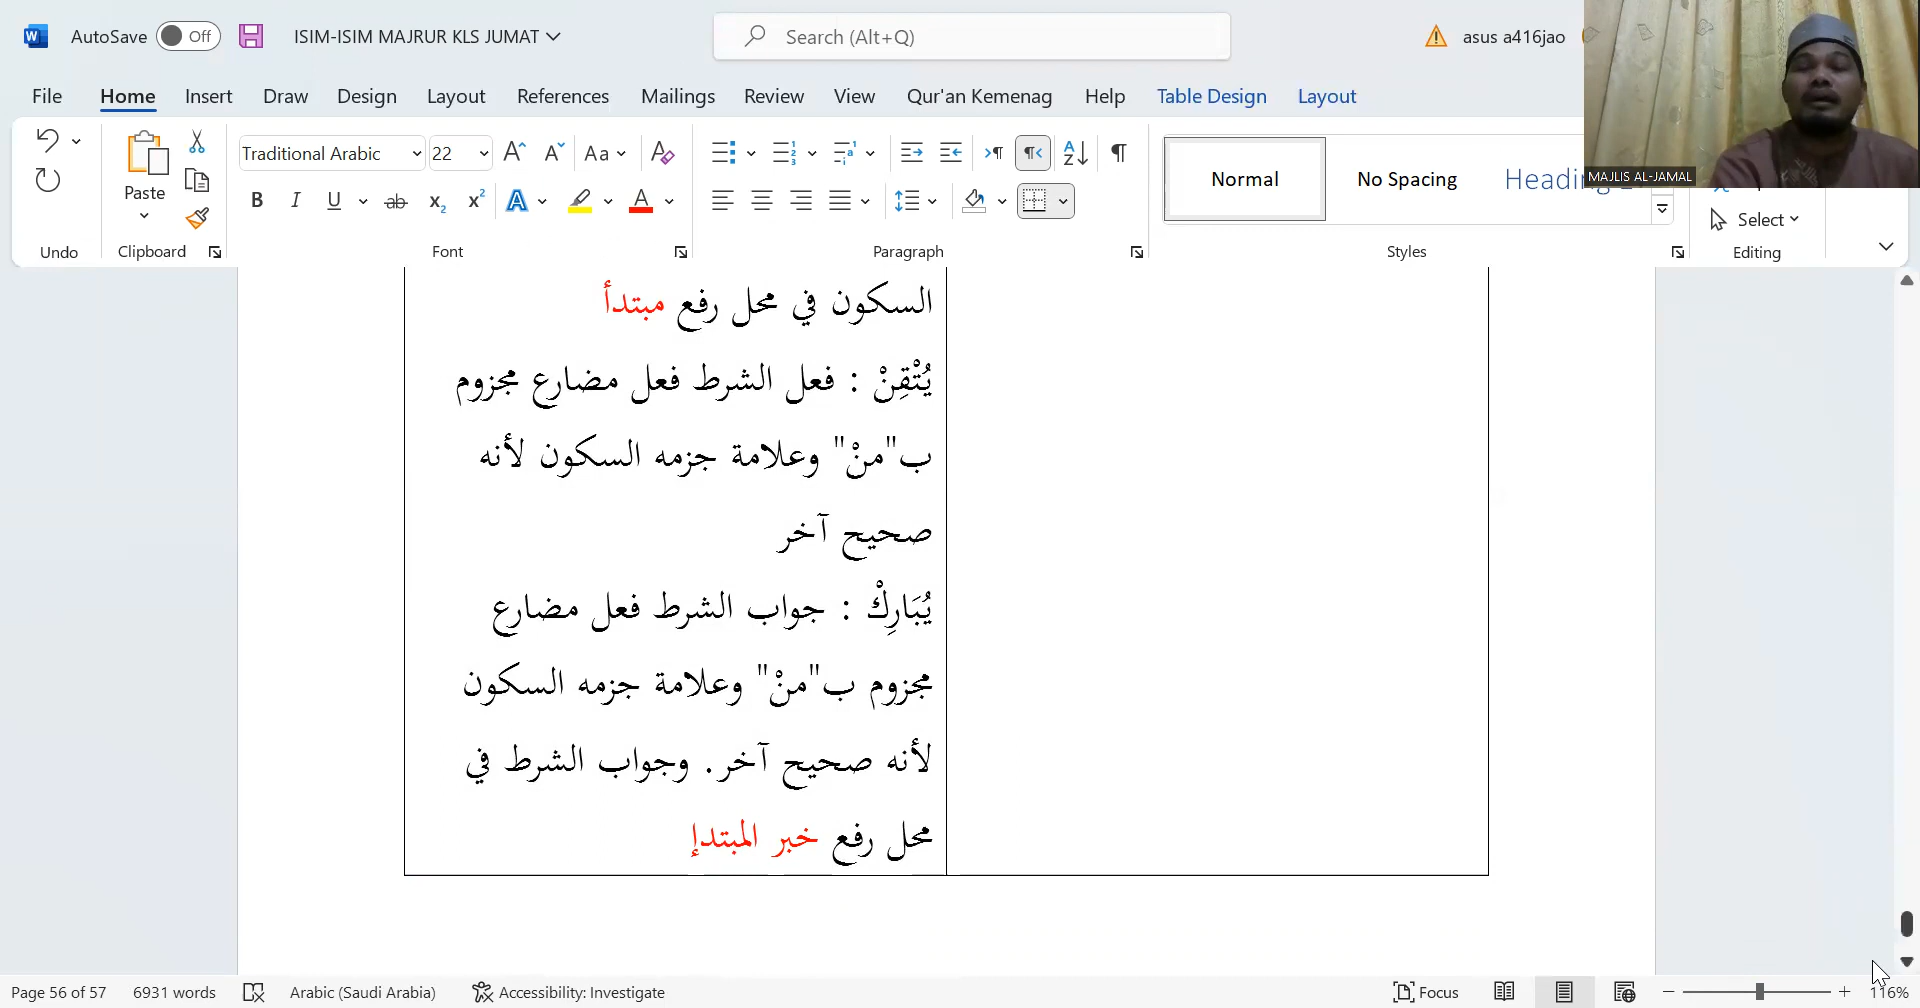 AutoSave Off ISIM-ISIM MAJRUR KLS JUMAT Search (Alt+Q) asus a416jao
File Home Insert Draw Design Layout References Mailings Review View Qur'an Kemenag Help Table Design Layout
MAJLIS AL-JAMAL
Traditional Arabic 22 Aa
Paste
Normal No Spacing Heading
B I U ab
Select
Undo Clipboard Font Paragraph Styles Editing
السكون في محل رفع مبتدأ
يُتْقِنْ : فعل الشرط فعل مضارع مجزوم
ب"منْ" وعلامة جزمه السكون لأنه
صحيح آخر
يُبَارِكْ : جواب الشرط فعل مضارع
مجزوم ب"منْ" وعلامة جزمه السكون
لأنه صحيح آخر. وجواب الشرط في
محل رفع خبر المبتدإ
Page 56 of 57 6931 words Arabic (Saudi Arabia) Accessibility: Investigate Focus 116%